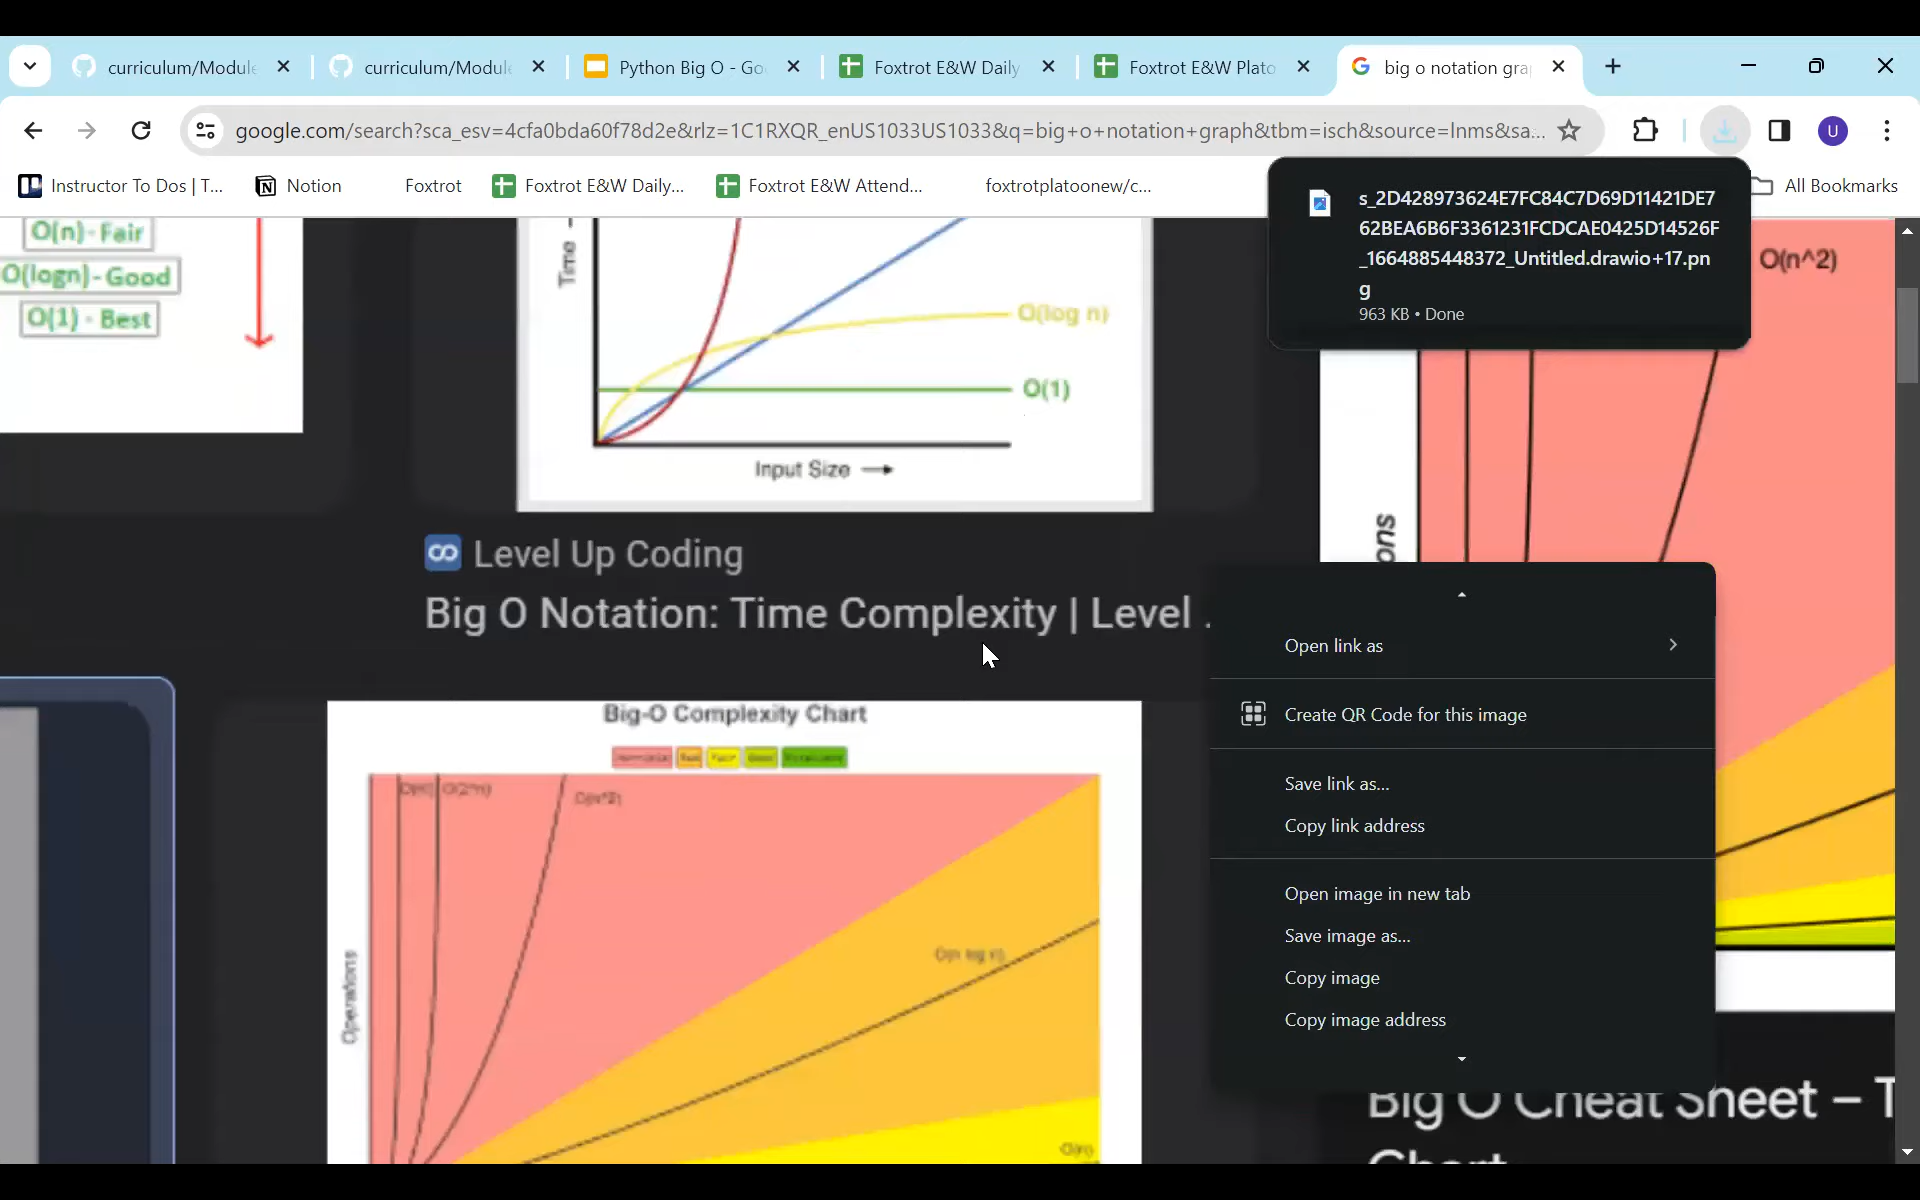 curriculum/Module
curriculum/Module
Python Big O - Go
Foxtrot E&W Daily
Foxtrot E&W Plato
big o notation gra
google.com/search?sca_esv=4cfa0bda60f78d2e&rlz=1C1RXQR_enUS1033US1033&q=big+o+notation+graph&tbm=isch&source=lnms&sa...
U
Instructor To Dos | T...
Notion
Foxtrot
Foxtrot E&W Daily...
Foxtrot E&W Attend...
foxtrotplatoonew/c...
All Bookmarks
s_2D428973624E7FC84C7D69D11421DE7
62BEA6B6F3361231FCDCAE0425D14526F
_1664885448372_Untitled.drawio+17.pn
g
963 KB • Done
O(n) - Fair
O(logn) - Good
O(1) - Best
Time
O(log n)
O(1)
Input Size
O(n^2)
Level Up Coding
Big O Notation: Time Complexity | Level ...
Open link as
Create QR Code for this image
Save link as...
Copy link address
Open image in new tab
Save image as...
Copy image
Copy image address
Big-O Complexity Chart
O(2^n)
O(n^2)
O(n log n)
O(n)
Operations
Big O Cheat Sheet – T
Chart